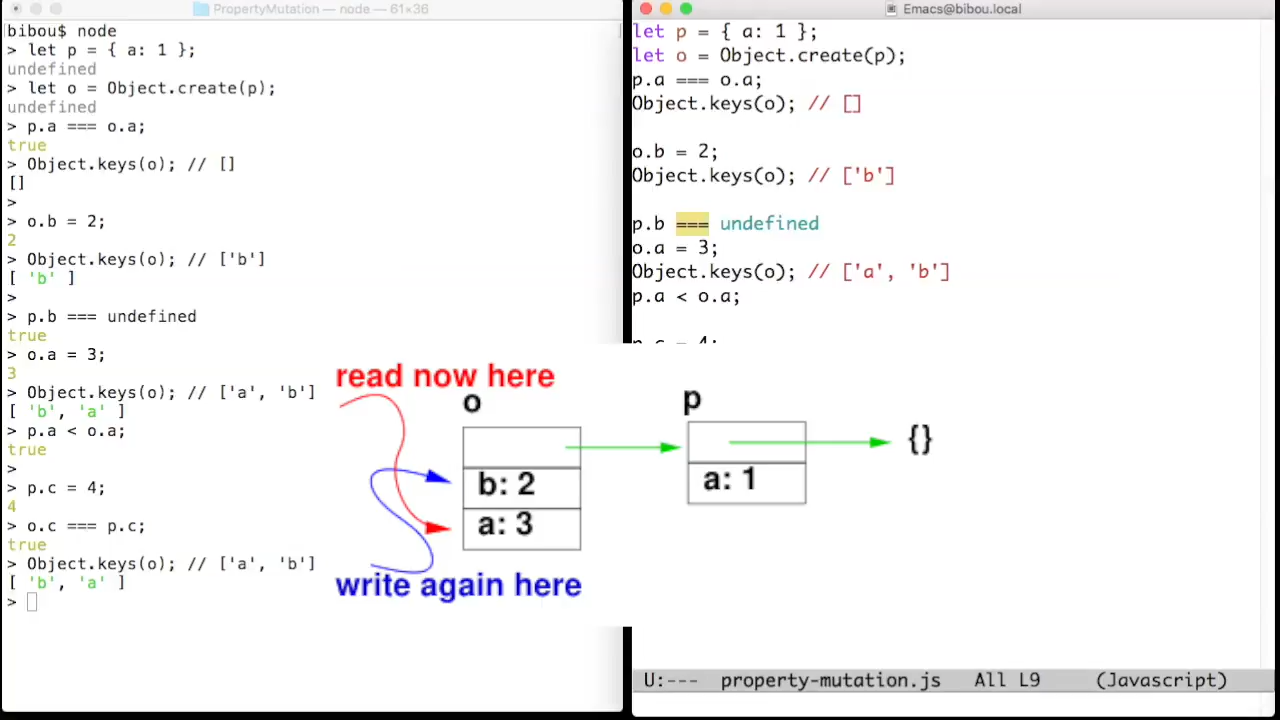 PropertyMutation — node — 61×36
bibou$ node
> let p = { a: 1 };
undefined
> let o = Object.create(p);
undefined
> p.a === o.a;
true
> Object.keys(o); // []
[]
>
> o.b = 2;
2
> Object.keys(o); // ['b']
[ 'b' ]
>
> p.b === undefined
true
> o.a = 3;
3
> Object.keys(o); // ['a', 'b']
[ 'b', 'a' ]
> p.a < o.a;
true
>
> p.c = 4;
4
> o.c === p.c;
true
> Object.keys(o); // ['a', 'b']
[ 'b', 'a' ]
>
Emacs@bibou.local
let p = { a: 1 };
let o = Object.create(p);
p.a === o.a;
Object.keys(o); // []
o.b = 2;
Object.keys(o); // ['b']
p.b === undefined
o.a = 3;
Object.keys(o); // ['a', 'b']
p.a < o.a;
p.c = 4;
read now here
o
p
{}
b: 2
a: 1
a: 3
write again here
U:--- property-mutation.js All L9 (Javascript)